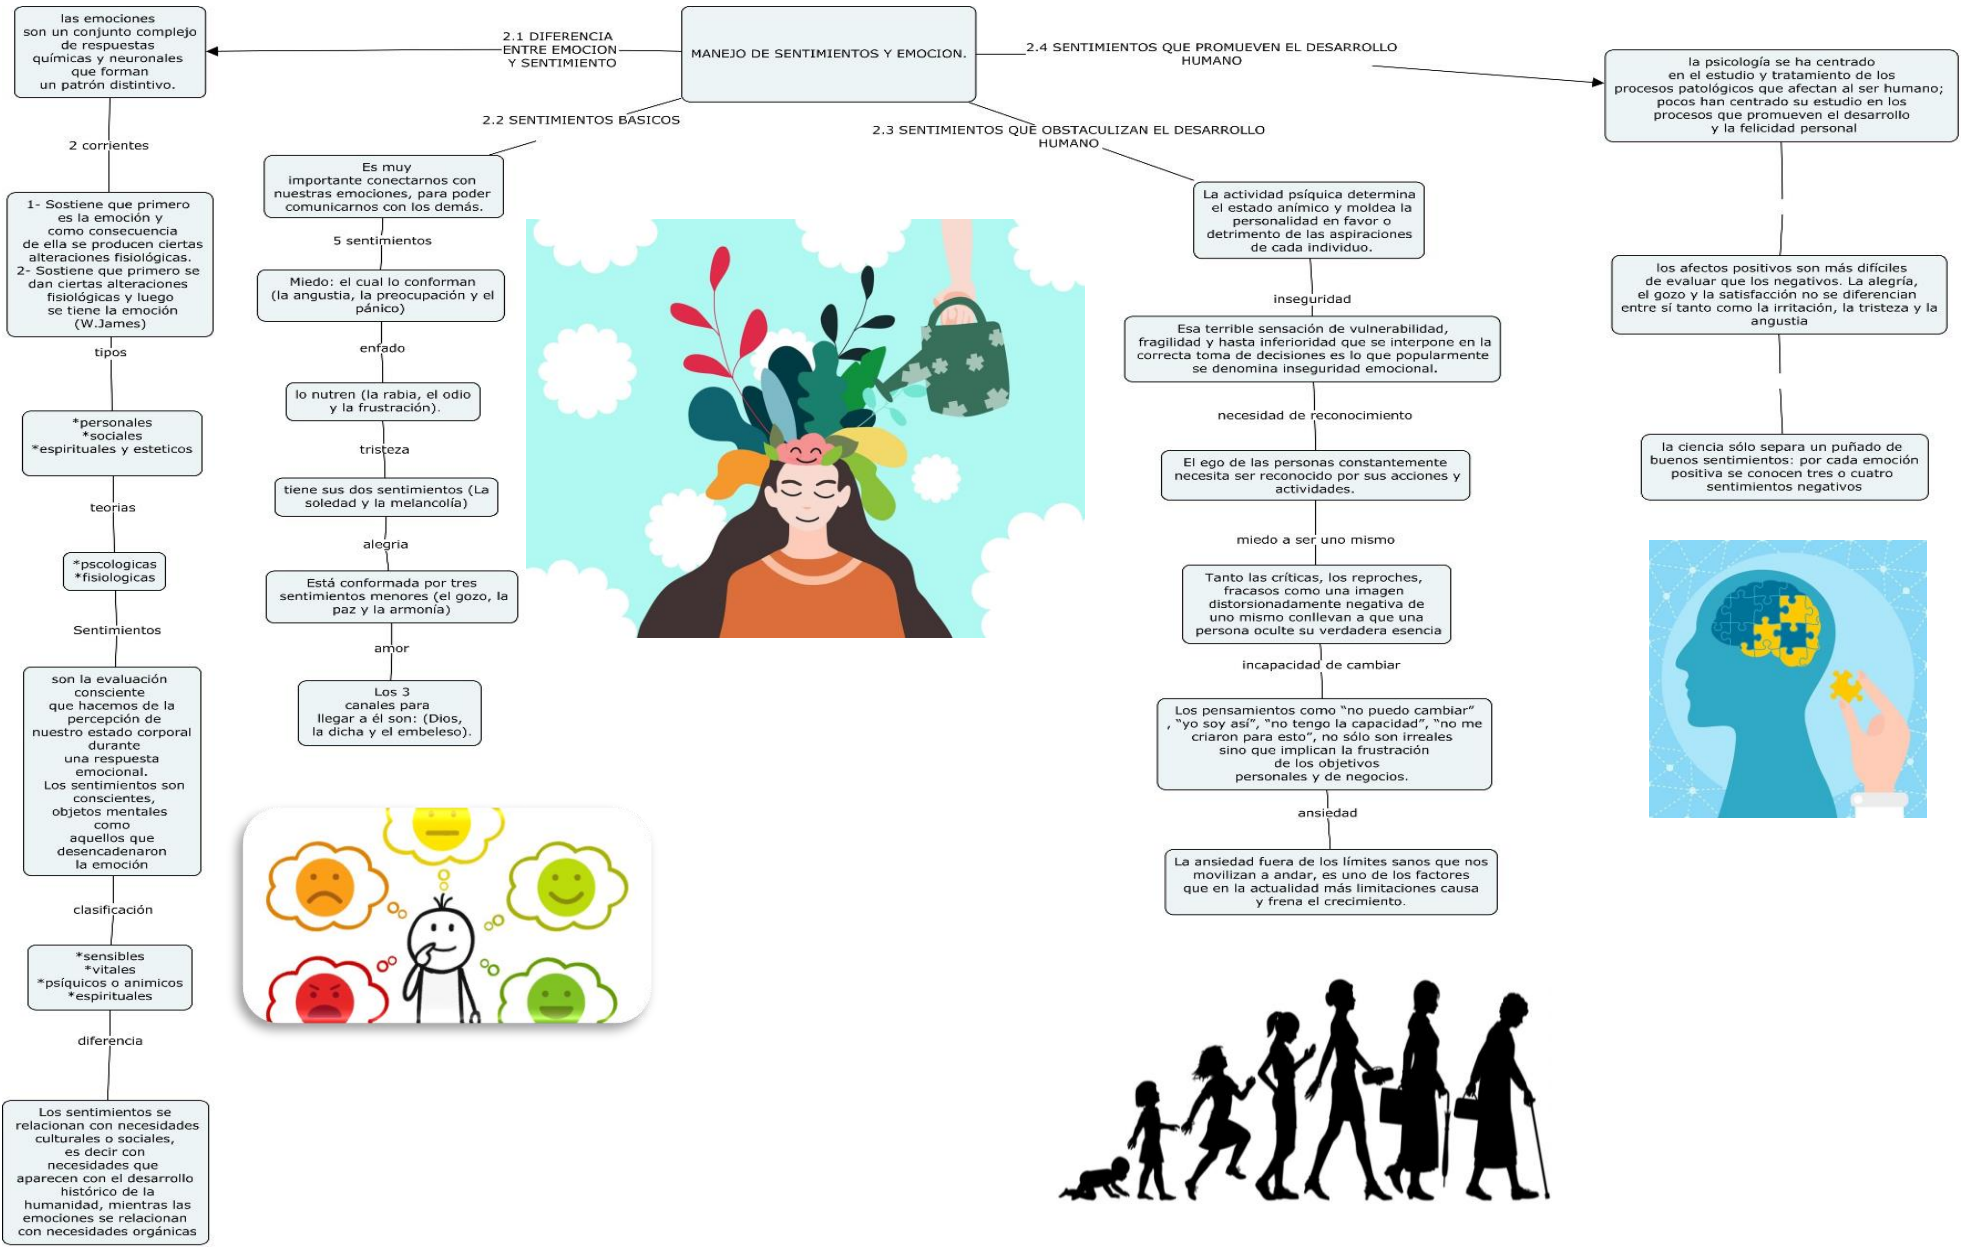 MANEJO DE SENTIMIENTOS Y EMOCION.
2.1 DIFERENCIA
ENTRE EMOCION
Y SENTIMIENTO
las emociones
son un conjunto complejo
de respuestas
químicas y neuronales
que forman
un patrón distintivo.
2 corrientes
1- Sostiene que primero
es la emoción y
como consecuencia
de ella se producen ciertas
alteraciones fisiológicas.
2- Sostiene que primero se
dan ciertas alteraciones
fisiológicas y luego
se tiene la emoción
(W.James)
tipos
*personales
*sociales
*espirituales y esteticos
teorias
*pscologicas
*fisiologicas
Sentimientos
son la evaluación
consciente
que hacemos de la
percepción de
nuestro estado corporal
durante
una respuesta
emocional.
Los sentimientos son
conscientes,
objetos mentales
como
aquellos que
desencadenaron
la emoción
clasificación
*sensibles
*vitales
*psíquicos o animicos
*espirituales
diferencia
Los sentimientos se
relacionan con necesidades
culturales o sociales,
es decir con
necesidades que
aparecen con el desarrollo
histórico de la
humanidad, mientras las
emociones se relacionan
con necesidades orgánicas
2.2 SENTIMIENTOS BASICOS
Es muy
importante conectarnos con
nuestras emociones, para poder
comunicarnos con los demás.
5 sentimientos
Miedo: el cual lo conforman
(la angustia, la preocupación y el
pánico)
enfado
lo nutren (la rabia, el odio
y la frustración).
tristeza
tiene sus dos sentimientos (La
soledad y la melancolía)
alegria
Está conformada por tres
sentimientos menores (el gozo, la
paz y la armonía)
amor
Los 3
canales para
llegar a él son: (Dios,
la dicha y el embeleso).
2.3 SENTIMIENTOS QUE OBSTACULIZAN EL DESARROLLO
HUMANO
La actividad psíquica determina
el estado anímico y moldea la
personalidad en favor o
detrimento de las aspiraciones
de cada individuo.
inseguridad
Esa terrible sensación de vulnerabilidad,
fragilidad y hasta inferioridad que se interpone en la
correcta toma de decisiones es lo que popularmente
se denomina inseguridad emocional.
necesidad de reconocimiento
El ego de las personas constantemente
necesita ser reconocido por sus acciones y
actividades.
miedo a ser uno mismo
Tanto las críticas, los reproches,
fracasos como una imagen
distorsionadamente negativa de
uno mismo conllevan a que una
persona oculte su verdadera esencia
incapacidad de cambiar
Los pensamientos como “no puedo cambiar”
, “yo soy así”, “no tengo la capacidad”, “no me
criaron para esto”, no sólo son irreales
sino que implican la frustración
de los objetivos
personales y de negocios.
ansiedad
La ansiedad fuera de los límites sanos que nos
movilizan a andar, es uno de los factores
que en la actualidad más limitaciones causa
y frena el crecimiento.
2.4 SENTIMIENTOS QUE PROMUEVEN EL DESARROLLO
HUMANO
la psicología se ha centrado
en el estudio y tratamiento de los
procesos patológicos que afectan al ser humano;
pocos han centrado su estudio en los
procesos que promueven el desarrollo
y la felicidad personal
los afectos positivos son más difíciles
de evaluar que los negativos. La alegría,
el gozo y la satisfacción no se diferencian
entre sí tanto como la irritación, la tristeza y la
angustia
la ciencia sólo separa un puñado de
buenos sentimientos: por cada emoción
positiva se conocen tres o cuatro
sentimientos negativos